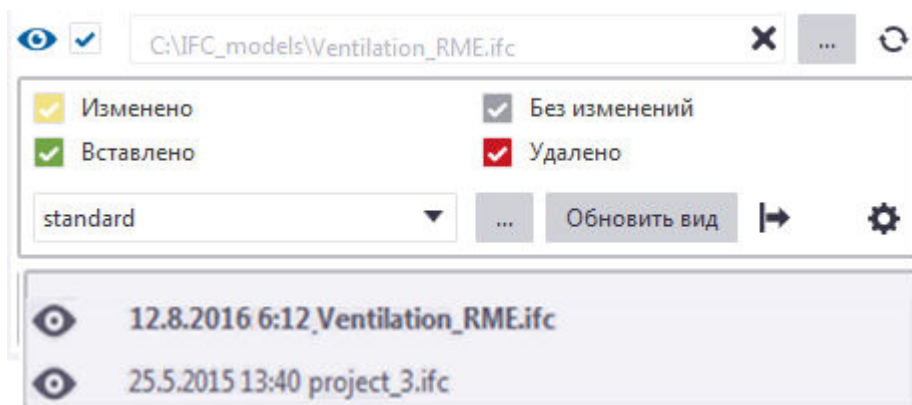 C:\IFC_models\Ventilation_RME.ifc ...
Изменено Без изменений
Вставлено Удалено
standard ... Обновить вид
12.8.2016 6:12 Ventilation_RME.ifc
25.5.2015 13:40 project_3.ifc